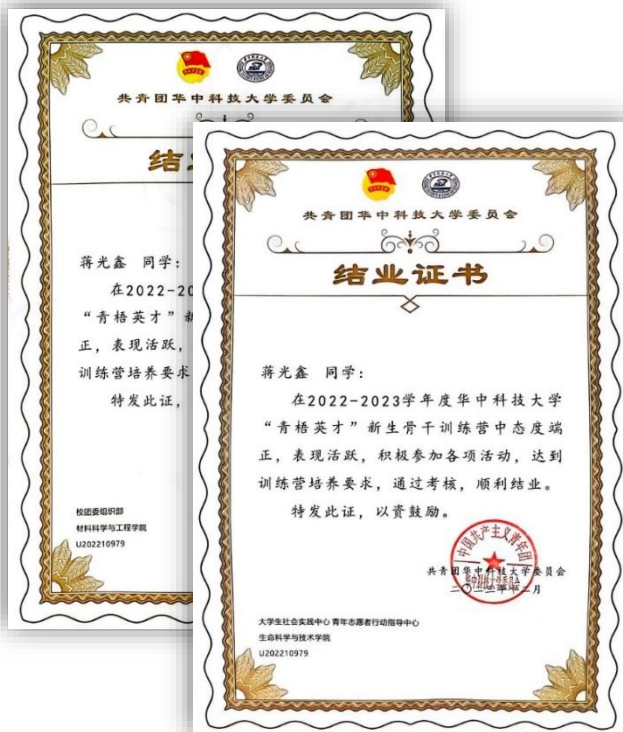 共青团华中科技大学委员会
结
蒋光鑫 同学：
在2022-20
“青梧英才”新
正，表现活跃，
训练营培养要求
特发此证，
校团委组织部
材料科学与工程学院
U202210979
共青团华中科技大学委员会
结业证书
蒋光鑫 同学：
在2022-2023学年度华中科技大学
“青梧英才”新生骨干训练营中态度端
正，表现活跃，积极参加各项活动，达到
训练营培养要求，通过考核，顺利结业。
特发此证，以资鼓励。
中国共产主义青年团
共青团华中科技大学委员会
大学生社会实践中心 青年志愿者行动指导中心
生命科学与技术学院
U202210979